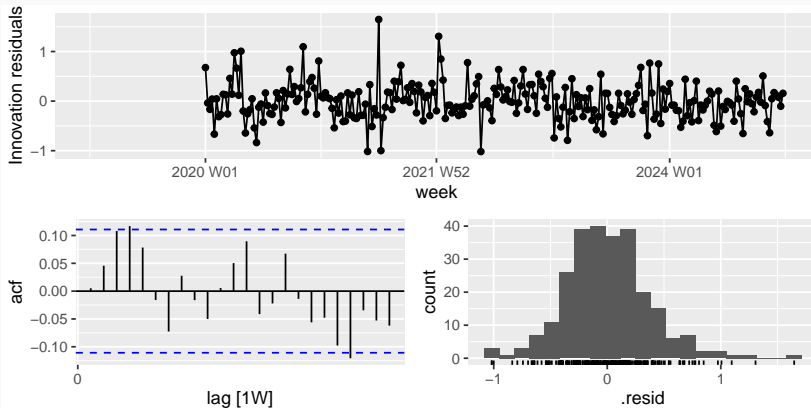 Innovation residuals
1
0
−1
2020 W01
2021 W52
2024 W01
week
acf
0.10
0.05
0.00
−0.05
−0.10
0
lag [1W]
count
40
30
20
10
0
−1
0
1
.resid